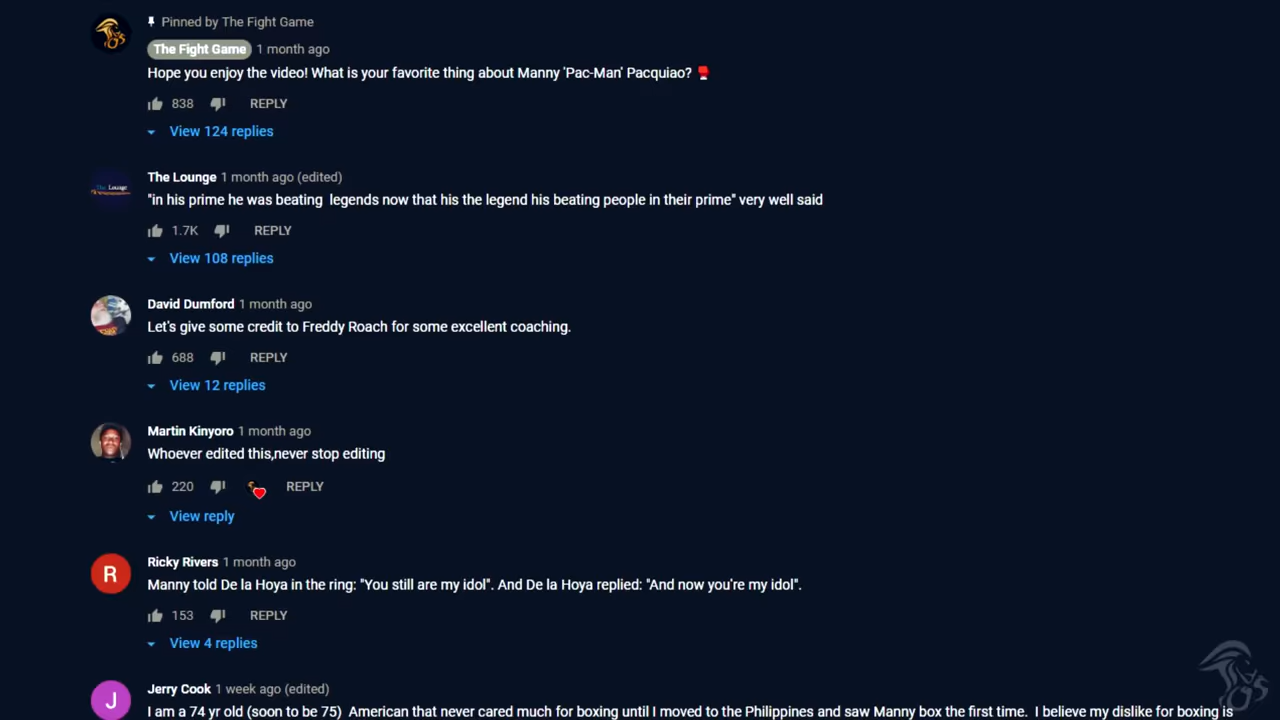 Pinned by The Fight Game
The Fight Game 1 month ago
Hope you enjoy the video! What is your favorite thing about Manny 'Pac-Man' Pacquiao? 🥊
838 REPLY
View 124 replies
The Lounge
The Lounge 1 month ago (edited)
"in his prime he was beating legends now that his the legend his beating people in their prime" very well said
1.7K REPLY
View 108 replies
David Dumford 1 month ago
Let's give some credit to Freddy Roach for some excellent coaching.
688 REPLY
View 12 replies
Martin Kinyoro 1 month ago
Whoever edited this,never stop editing
220 REPLY
View reply
R
Ricky Rivers 1 month ago
Manny told De la Hoya in the ring: "You still are my idol". And De la Hoya replied: "And now you're my idol".
153 REPLY
View 4 replies
J
Jerry Cook 1 week ago (edited)
I am a 74 yr old (soon to be 75) American that never cared much for boxing until I moved to the Philippines and saw Manny box the first time. I believe my dislike for boxing is